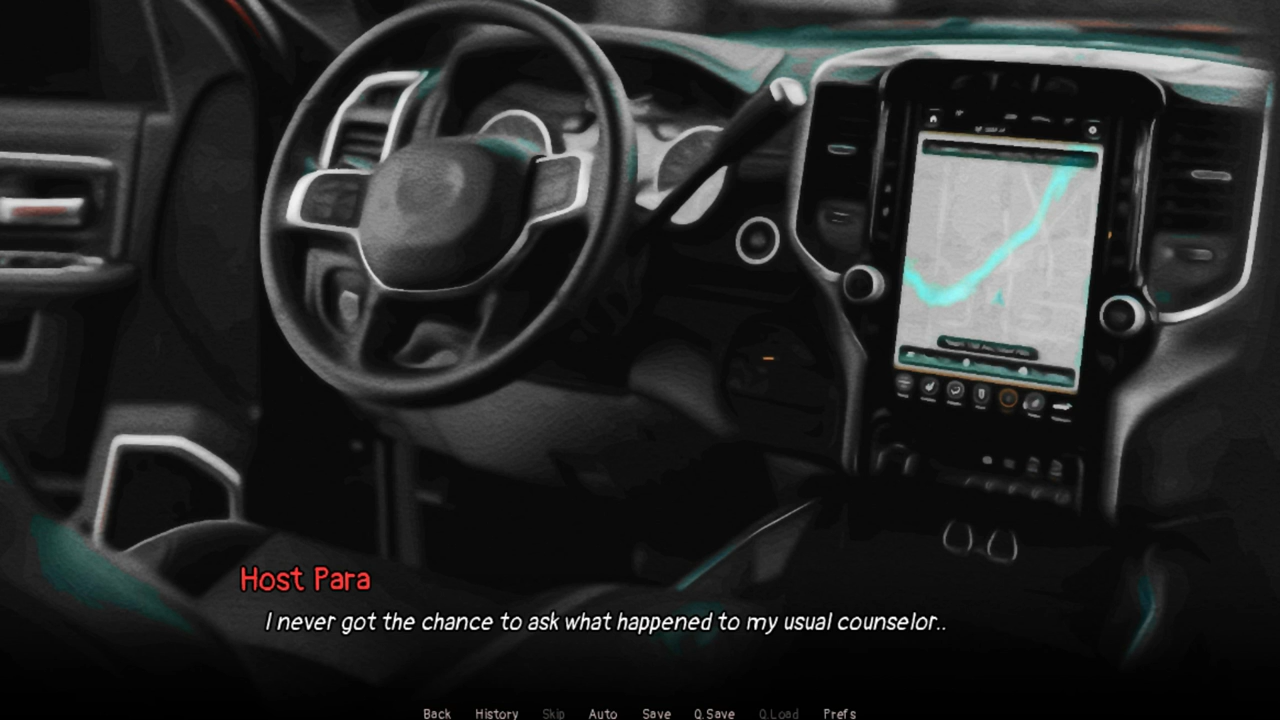 Host Para
I never got the chance to ask what happened to my usual counselor..
Back History Skip Auto Save Q.Save Q.Load Prefs